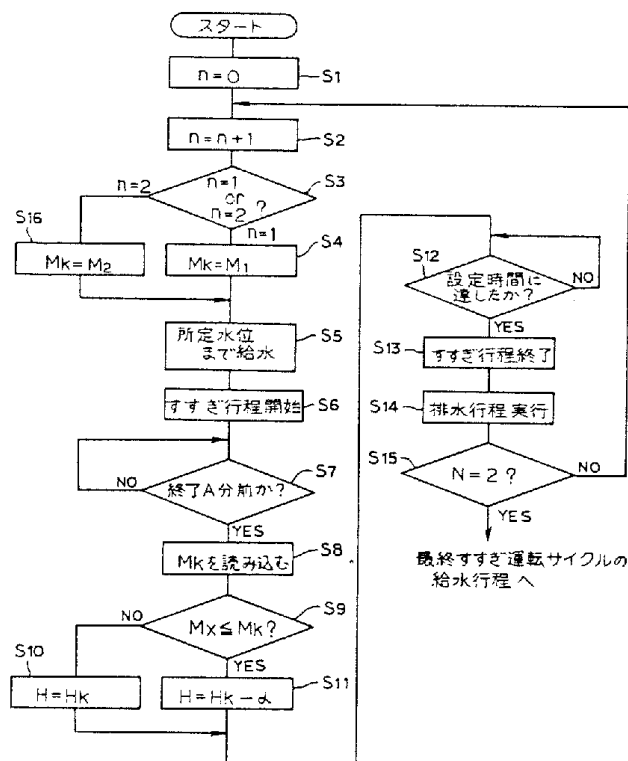 スタート
n=0
S1
n=n+1
S2
n=2
n=1
or
n=2
?
S3
n=1
S16
Mk=M2
Mk=M1
S4
所定水位
まで給水
S5
すすぎ行程開始
S6
NO
終了A分前か?
S7
YES
Mkを読み込む
S8
NO
Mx≦Mk?
S9
YES
S10
H=Hk
H=Hk-α
S11
S12
設定時間に
達したか?
NO
YES
S13
すすぎ行程終了
S14
排水行程実行
S15
N=2?
NO
YES
最終すすぎ運転サイクルの
給水行程へ